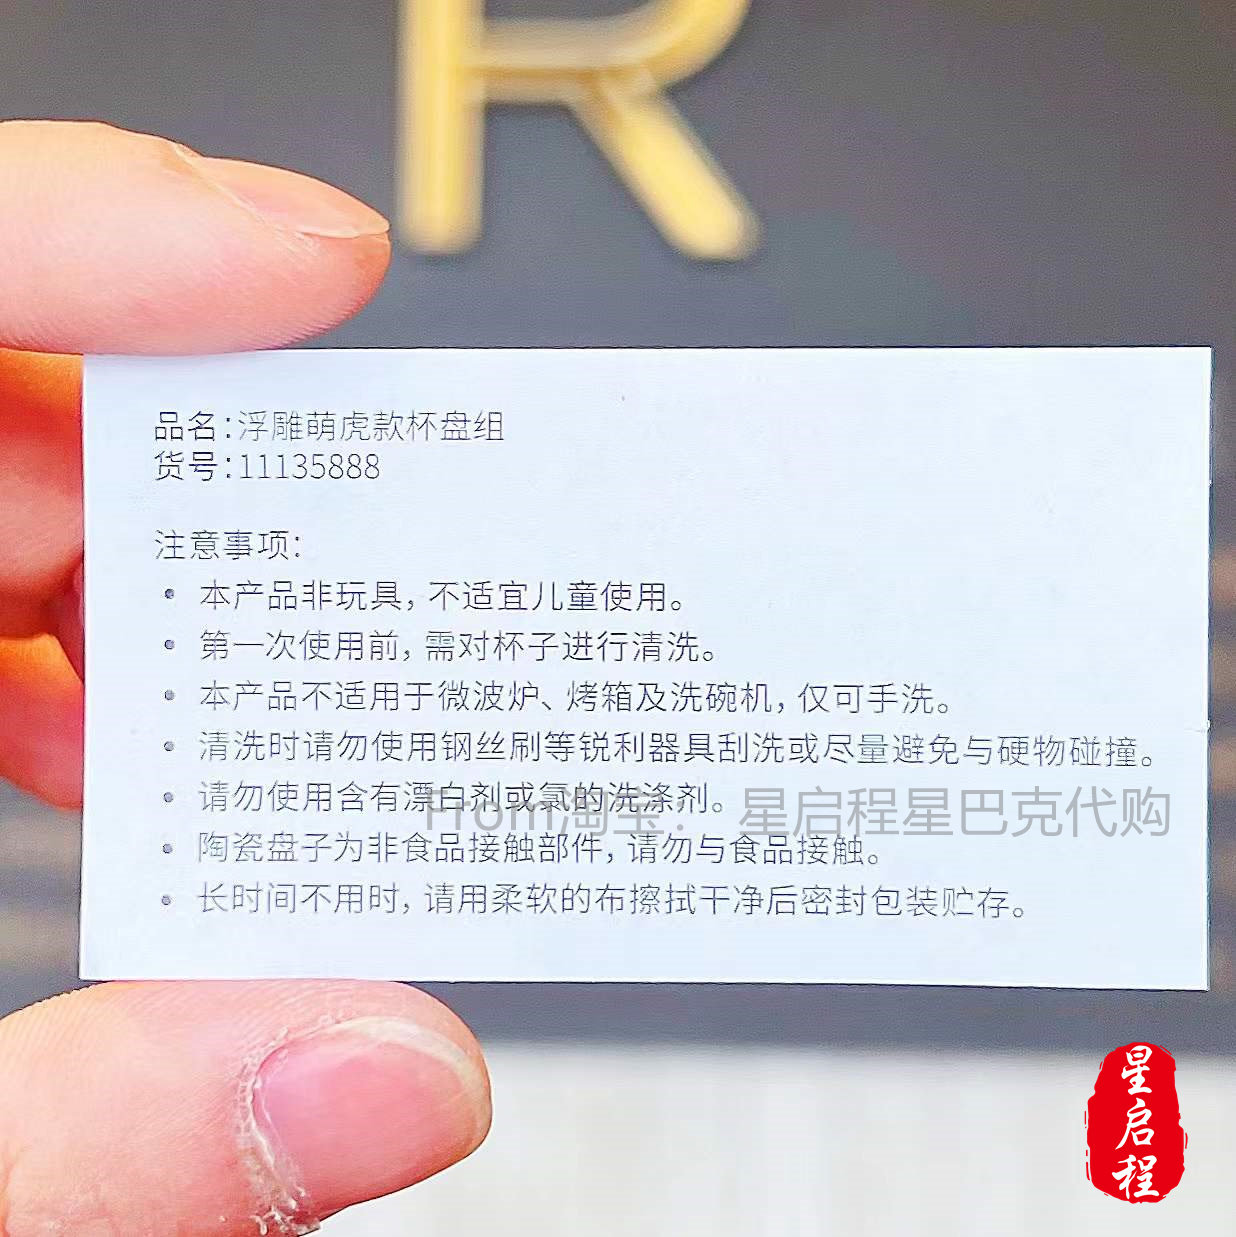 R
品名:浮雕萌虎款杯盘组
货号:11135888
注意事项:
• 本产品非玩具, 不适宜儿童使用。
• 第一次使用前, 需对杯子进行清洗。
• 本产品不适用于微波炉、烤箱及洗碗机, 仅可手洗。
• 清洗时请勿使用钢丝刷等锐利器具刮洗或尽量避免与硬物碰撞。
• 请勿使用含有漂白剂或氯的洗涤剂。
From淘宝: 星启程星巴克代购
• 陶瓷盘子为非食品接触部件, 请勿与食品接触。
• 长时间不用时, 请用柔软的布擦拭干净后密封包装贮存。
星启程